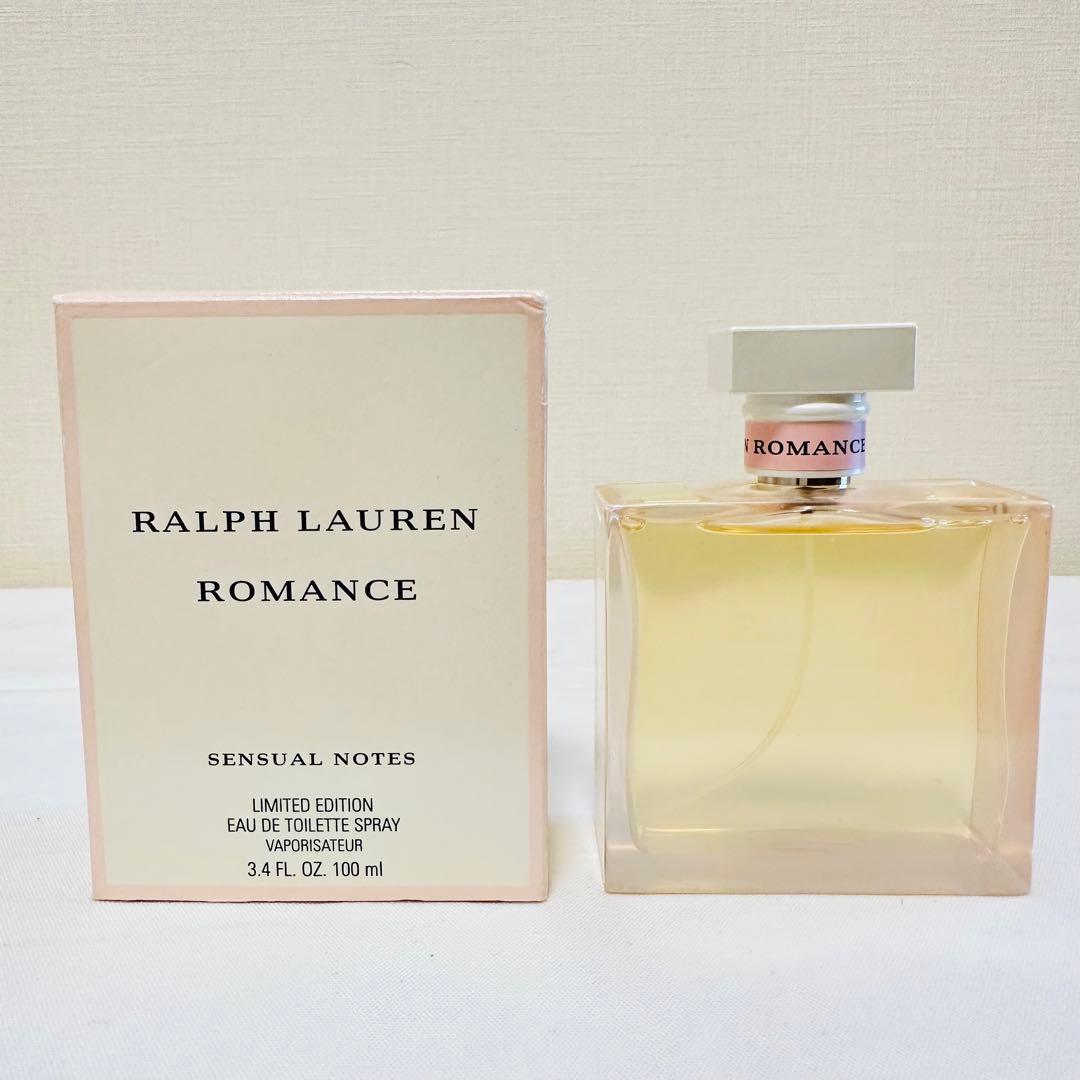 RALPH LAUREN
ROMANCE
SENSUAL NOTES
LIMITED EDITION
EAU DE TOILETTE SPRAY
VAPORISATEUR
3.4 FL. OZ. 100 ml
N ROMANCE